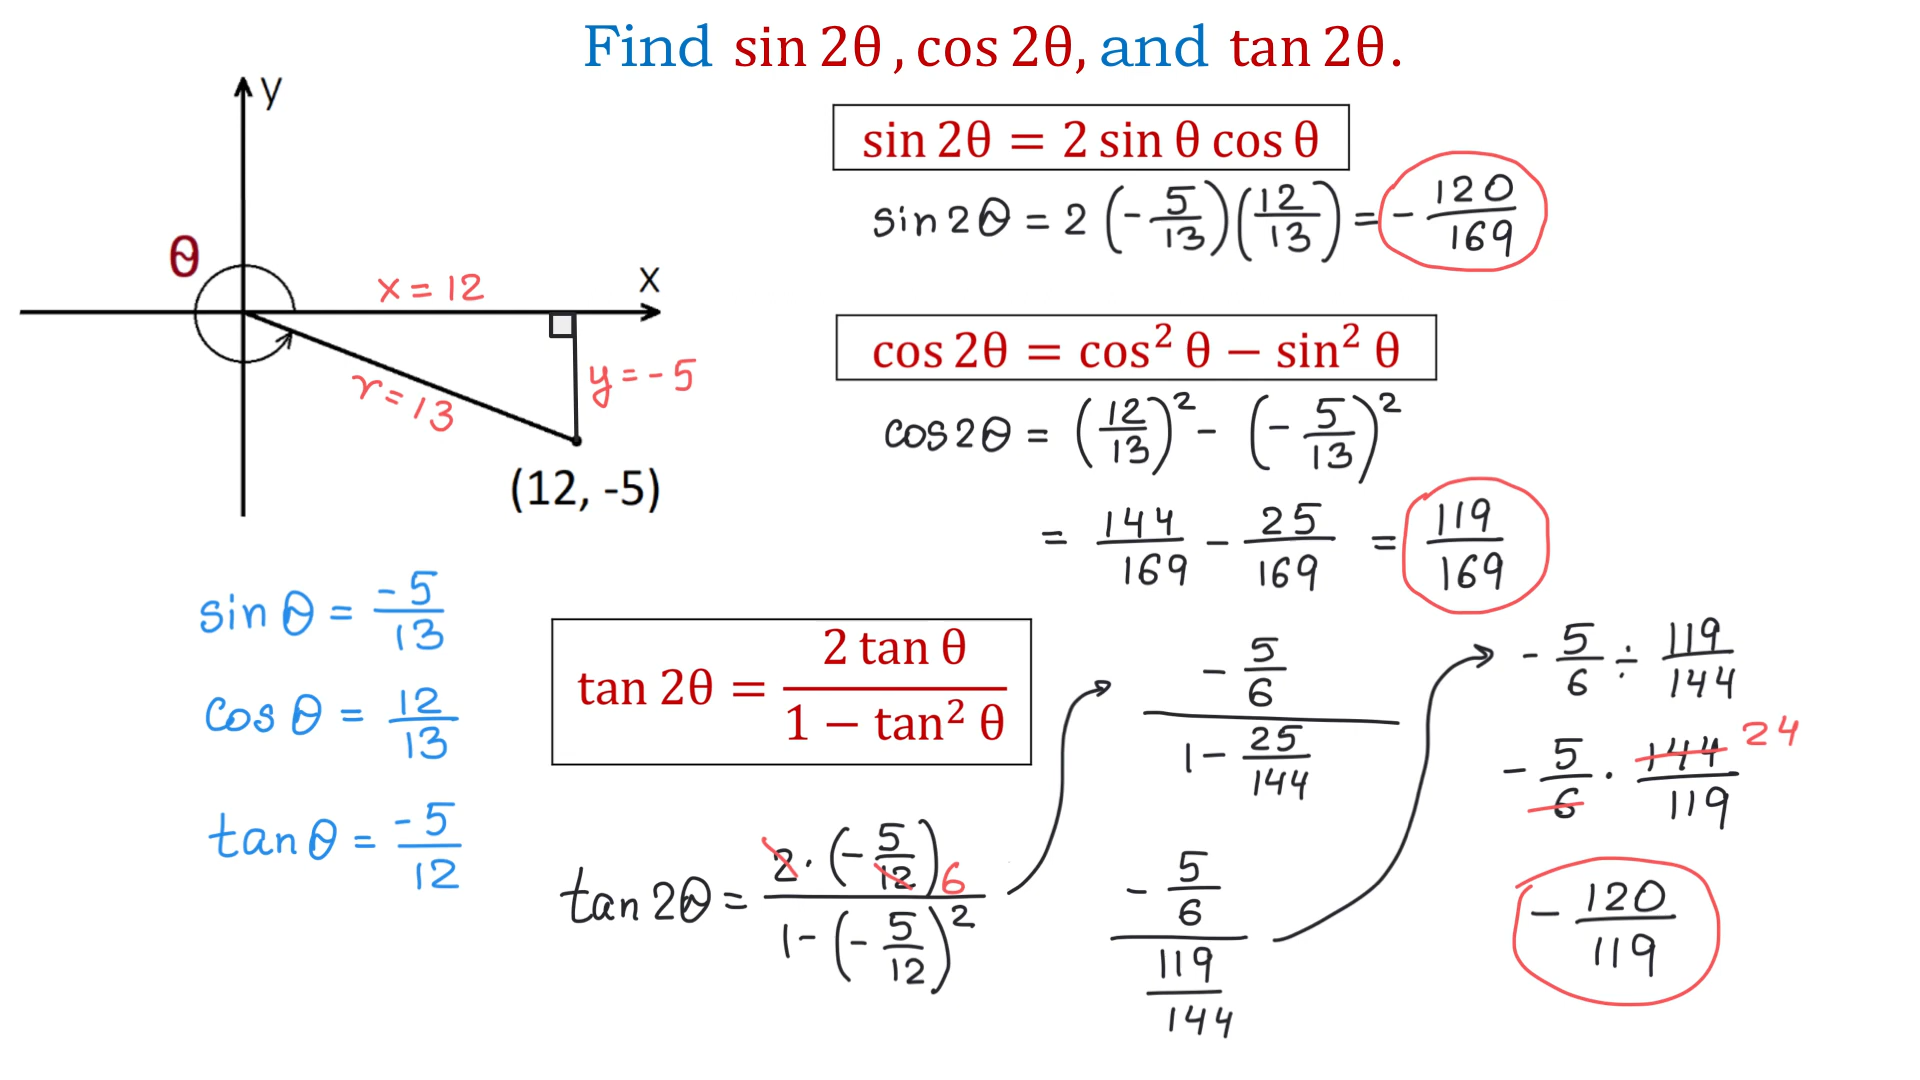 Find sin 2θ, cos 2θ, and tan 2θ.
y
θ
x = 12
x
r = 13
y = -5
(12, -5)
sin θ = -5/13
cos θ = 12/13
tan θ = -5/12
sin 2θ = 2 sin θ cos θ
sin 2θ = 2 (-5/13)(12/13) = -120/169
cos 2θ = cos² θ − sin² θ
cos 2θ = (12/13)² - (-5/13)²
= 144/169 - 25/169 = 119/169
tan 2θ = 2 tan θ / 1 − tan² θ
tan 2θ = 2 · (-5/12) 6 / 1 - (-5/12)²
-5/6 / 1 - 25/144
-5/6 / 119/144
-5/6 ÷ 119/144
-5/6 · 144/119 24
-120/119